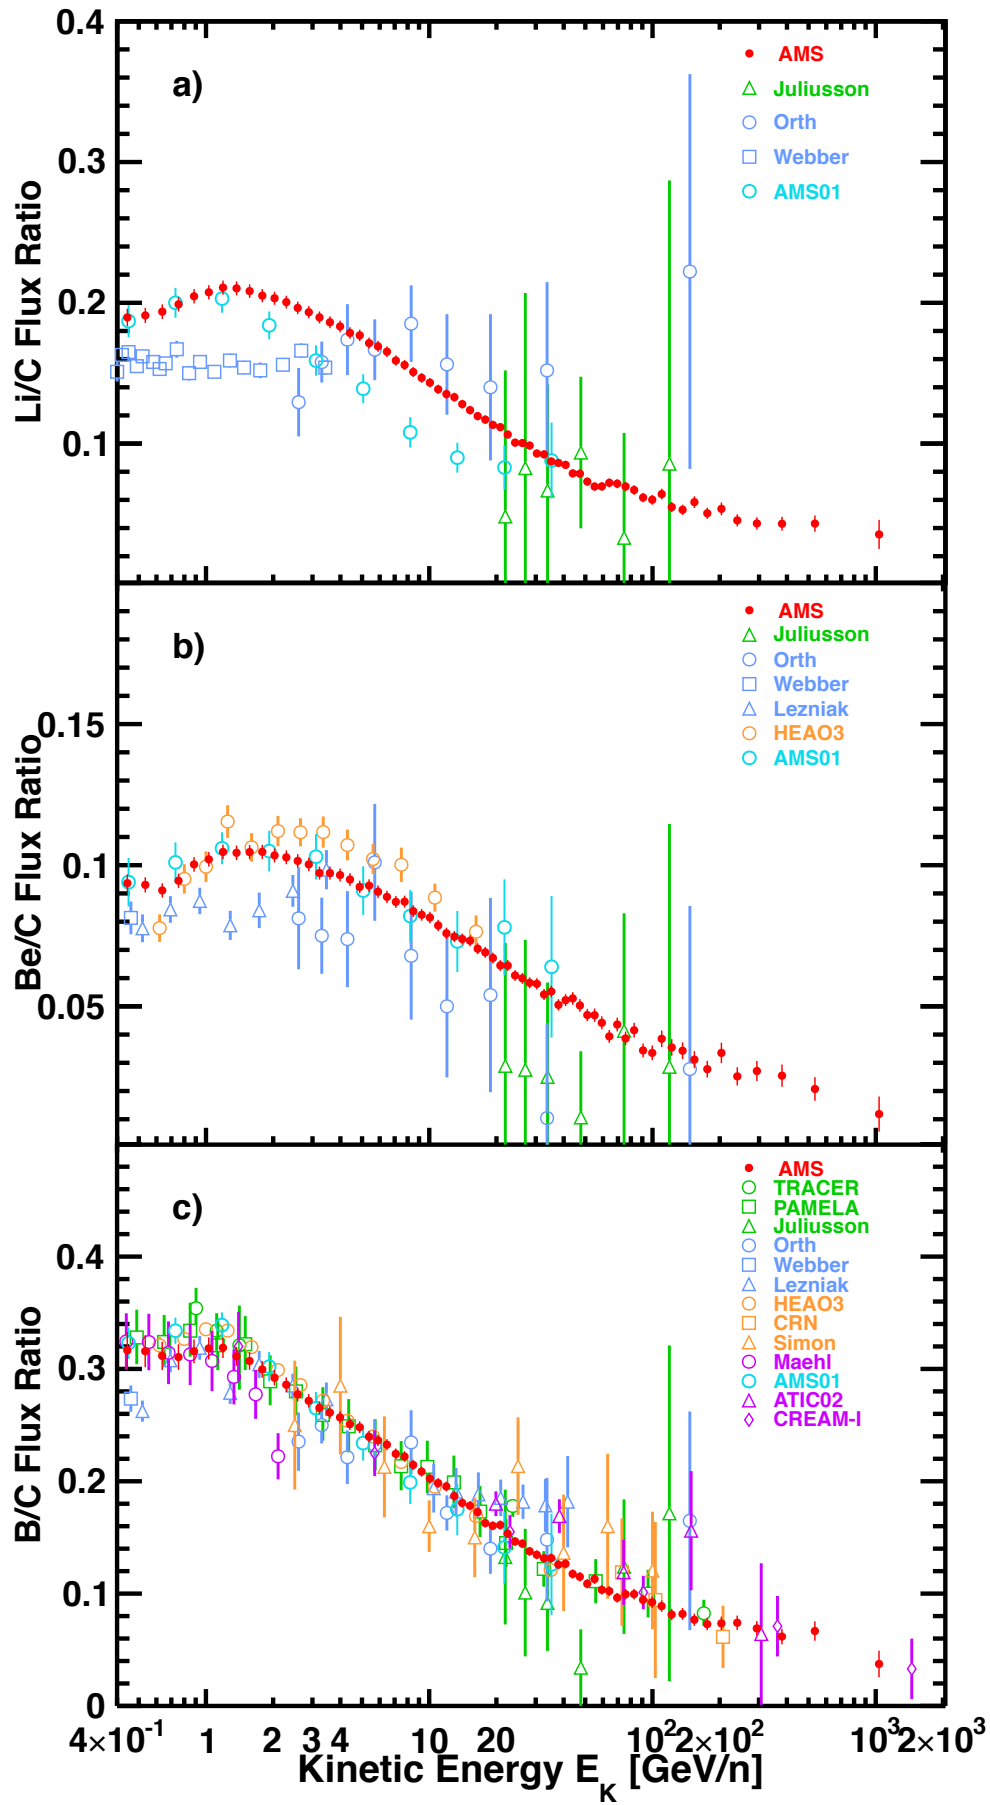 0.4
a)
AMS
Juliusson
Orth
Webber
AMS01
0.3
0.2
0.1
Li/C Flux Ratio
b)
AMS
Juliusson
Orth
Webber
Lezniak
HEAO3
AMS01
0.15
0.1
0.05
Be/C Flux Ratio
c)
AMS
TRACER
PAMELA
Juliusson
Orth
Webber
Lezniak
HEAO3
CRN
Simon
Maehl
AMS01
ATIC02
CREAM-I
0.4
0.3
0.2
0.1
0
B/C Flux Ratio
4×10⁻¹ 1 2 3 4 10 20 10² 2×10² 10³ 2×10³
Kinetic Energy E_K [GeV/n]